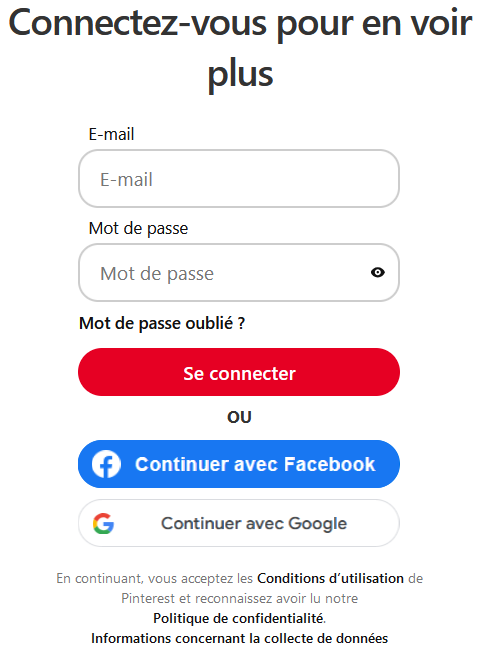 Connectez-vous pour en voir
plus
E-mail
E-mail
Mot de passe
Mot de passe
Mot de passe oublié ?
Se connecter
OU
Continuer avec Facebook
Continuer avec Google
En continuant, vous acceptez les Conditions d’utilisation de
Pinterest et reconnaissez avoir lu notre
Politique de confidentialité.
Informations concernant la collecte de données